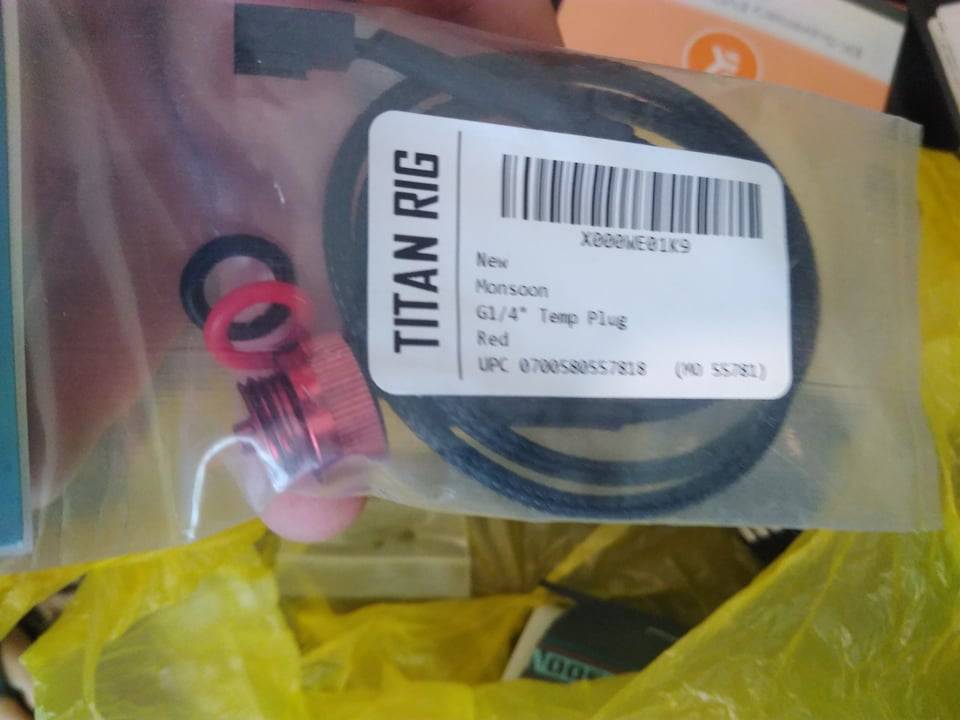 TITAN RIG
X000WE01K9
New
Monsoon
G1/4" Temp Plug
Red
UPC 0700580557818 (MO 55781)